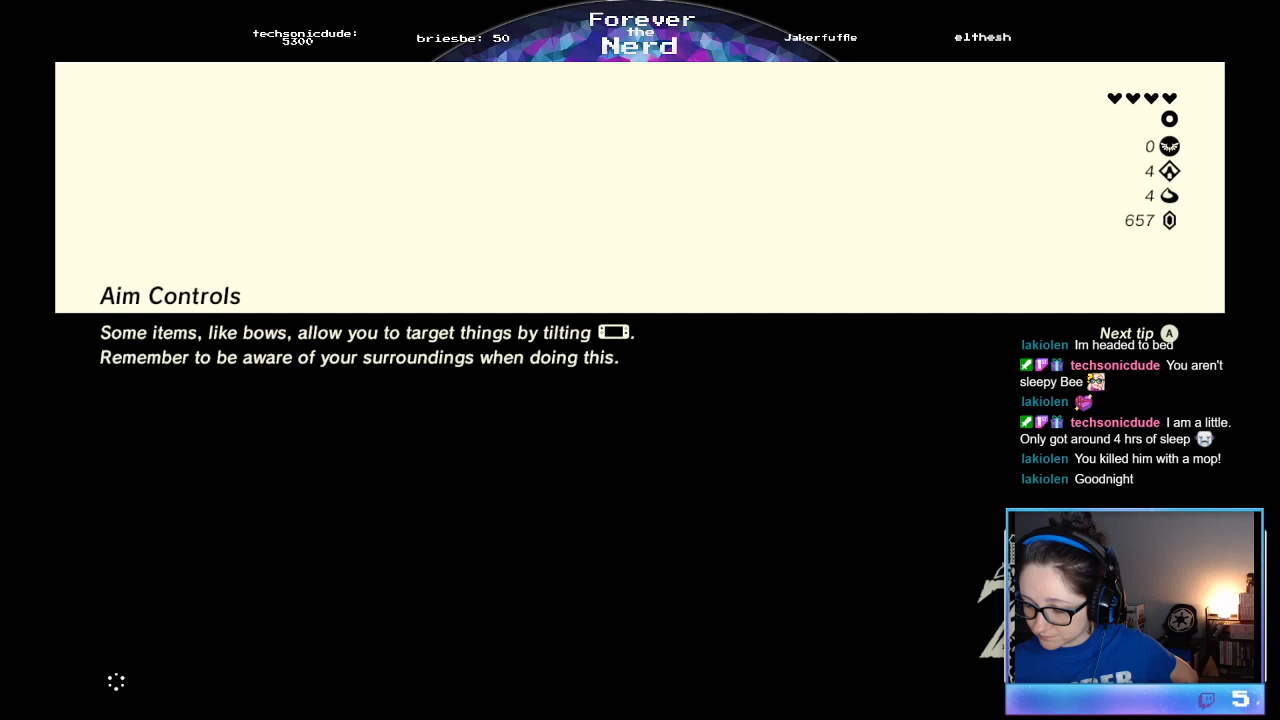 techsonicdude:
5300
briesbe: 50
Forever
the
Nerd
Jakerfuffle
elthesh
0
4
4
657
Aim Controls
Some items, like bows, allow you to target things by tilting .
Remember to be aware of your surroundings when doing this.
Next tip A
lakiolen Im headed to bed
techsonicdude You aren't
sleepy Bee
lakiolen
techsonicdude I am a little.
Only got around 4 hrs of sleep
lakiolen You killed him with a mop!
lakiolen Goodnight
5